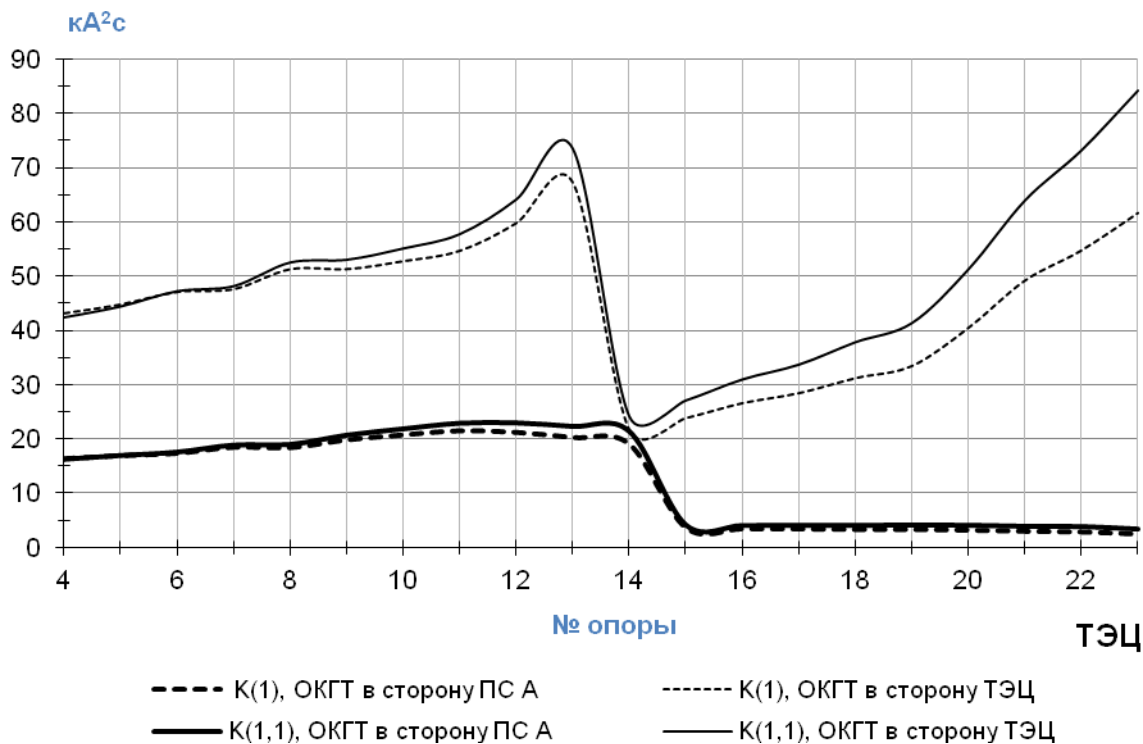 кА²с
90
80
70
60
50
40
30
20
10
0
4 6 8 10 12 14 16 18 20 22
№ опоры
ТЭЦ
К(1), ОКГТ в сторону ПС А К(1), ОКГТ в сторону ТЭЦ
К(1,1), ОКГТ в сторону ПС А К(1,1), ОКГТ в сторону ТЭЦ